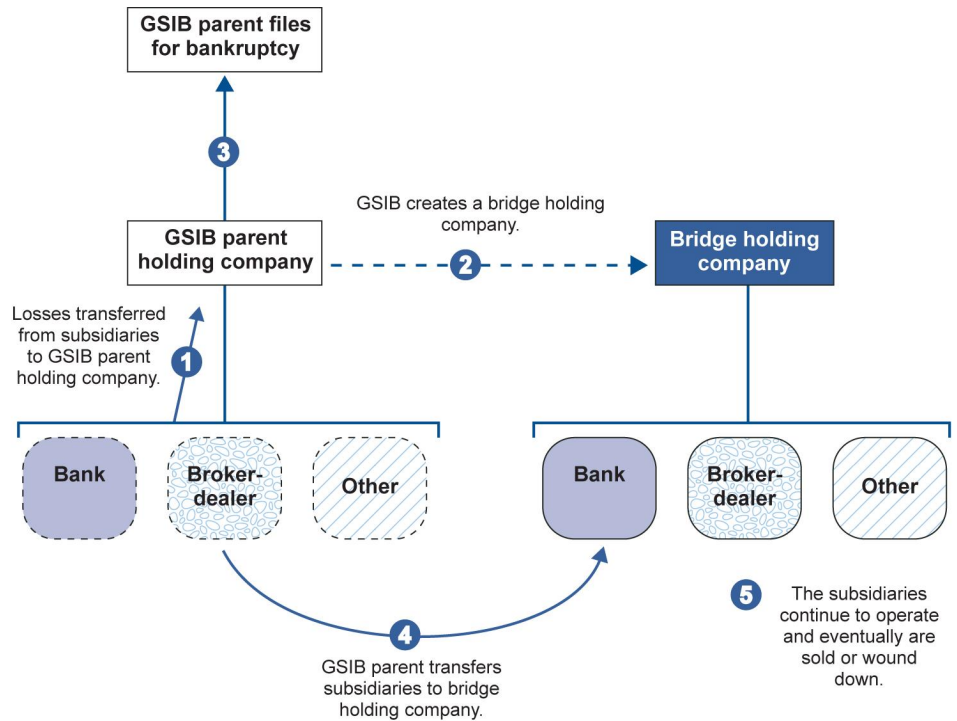 GSIB parent files
for bankruptcy
3
GSIB creates a bridge holding
company.
GSIB parent
holding company
2
Bridge holding
company
Losses transferred
from subsidiaries
to GSIB parent
holding company.
1
Bank
Broker-
dealer
Other
Bank
Broker-
dealer
Other
4
GSIB parent transfers
subsidiaries to bridge
holding company.
5
The subsidiaries
continue to operate
and eventually are
sold or wound
down.